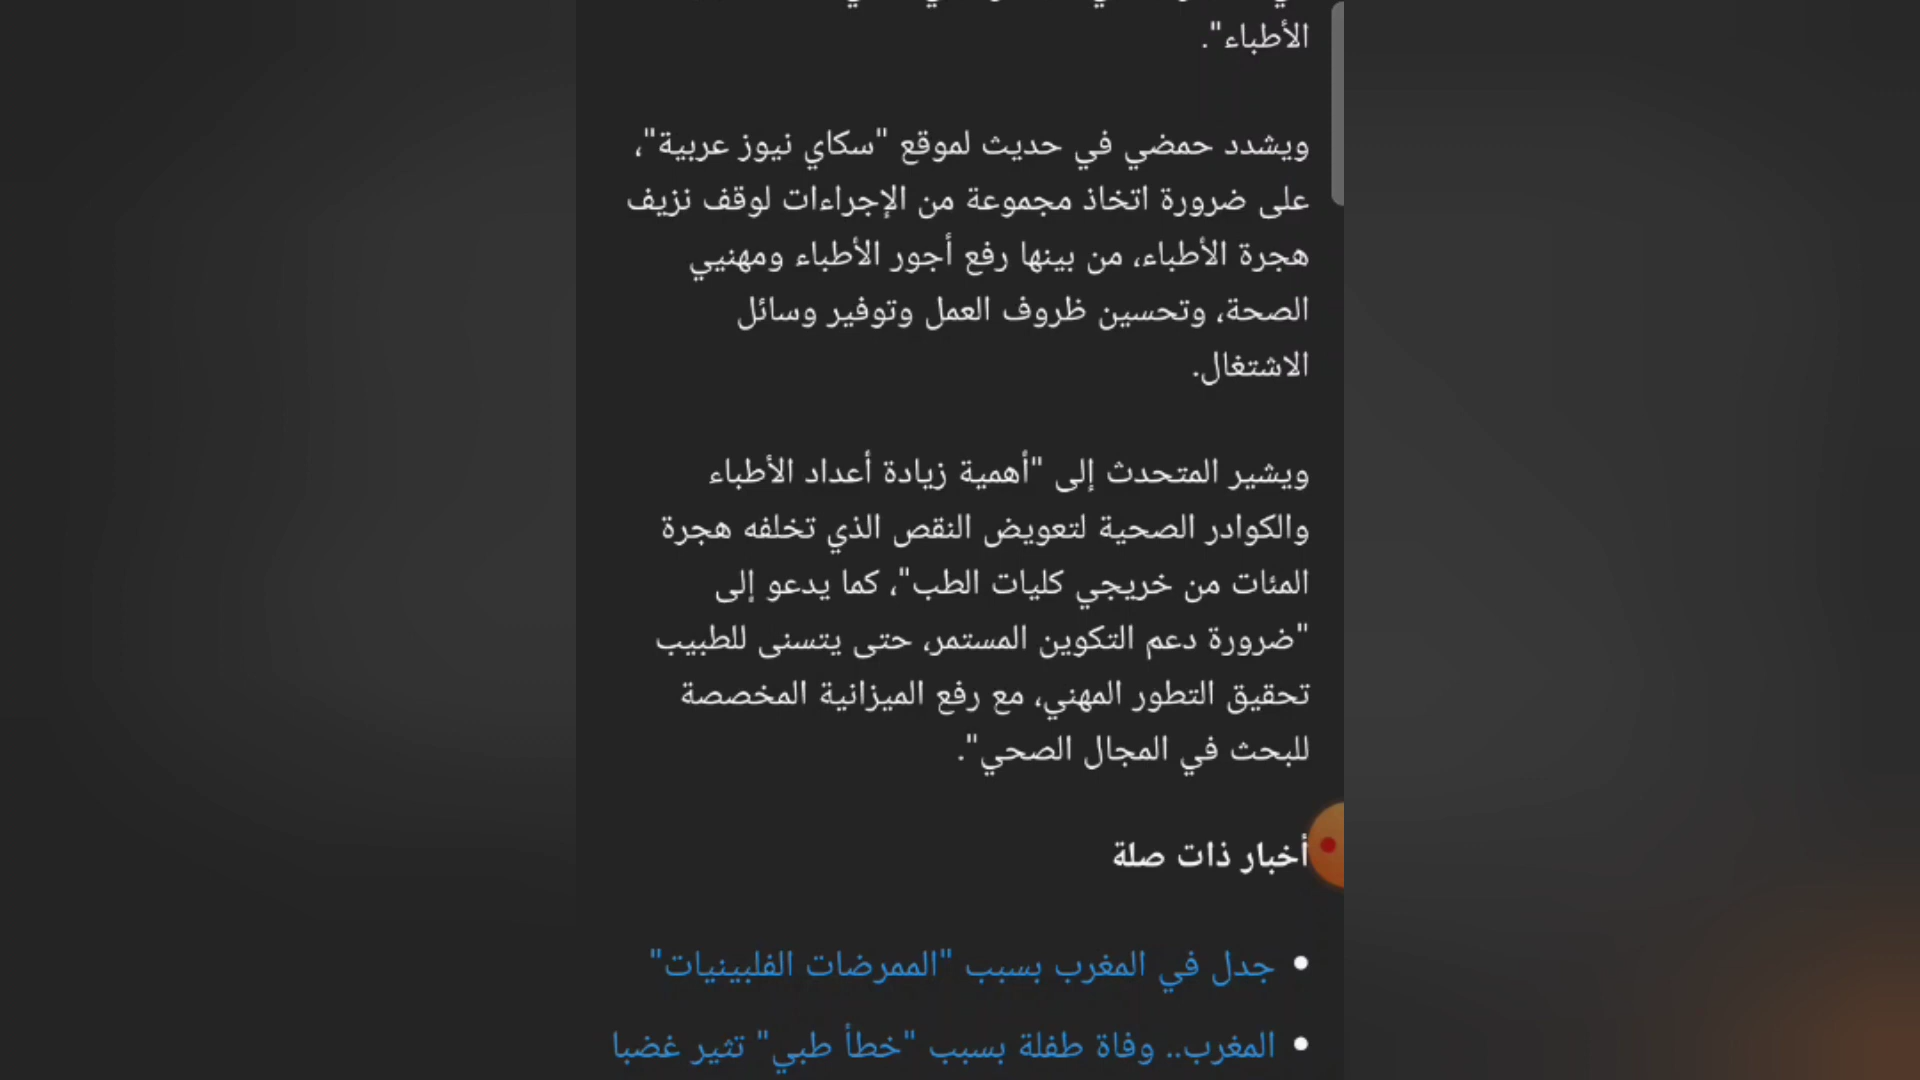 الأطباء".
ويشدد حمضي في حديث لموقع "سكاي نيوز عربية"،
على ضرورة اتخاذ مجموعة من الإجراءات لوقف نزيف
هجرة الأطباء، من بينها رفع أجور الأطباء ومهنيي
الصحة، وتحسين ظروف العمل وتوفير وسائل
الاشتغال.
ويشير المتحدث إلى "أهمية زيادة أعداد الأطباء
والكوادر الصحية لتعويض النقص الذي تخلفه هجرة
المئات من خريجي كليات الطب"، كما يدعو إلى
"ضرورة دعم التكوين المستمر، حتى يتسنى للطبيب
تحقيق التطور المهني، مع رفع الميزانية المخصصة
للبحث في المجال الصحي".
أخبار ذات صلة
• جدل في المغرب بسبب "الممرضات الفلبينيات"
• المغرب.. وفاة طفلة بسبب "خطأ طبي" تثير غضبا